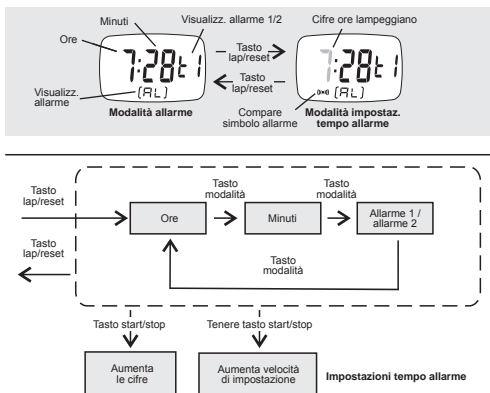 Minuti
Visualizz. allarme 1/2
Cifre ore lampeggiano
Ore
7:28t1
Tasto
lap/reset
7:28t1
Tasto
lap/reset
(AL)
(AL)
Visualizz.
allarme
Modalità allarme
Compare
simbolo allarme
Modalità impostaz.
tempo allarme
Tasto
lap/reset
Tasto
modalità
Tasto
modalità
Ore
Minuti
Allarme 1 /
allarme 2
Tasto
lap/reset
Tasto
modalità
Tasto start/stop
Tenere tasto start/stop
Aumenta
le cifre
Aumenta velocità
di impostazione
Impostazioni tempo allarme